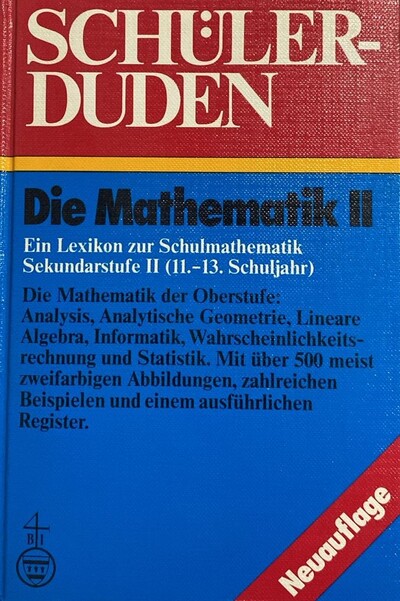 SCHÜLER-
DUDEN
Die Mathematik II
Ein Lexikon zur Schulmathematik
Sekundarstufe II (11.–13. Schuljahr)
Die Mathematik der Oberstufe:
Analysis, Analytische Geometrie, Lineare
Algebra, Informatik, Wahrscheinlichkeits-
rechnung und Statistik. Mit über 500 meist
zweifarbigen Abbildungen, zahlreichen
Beispielen und einem ausführlichen
Register.
B I
Neuauflage